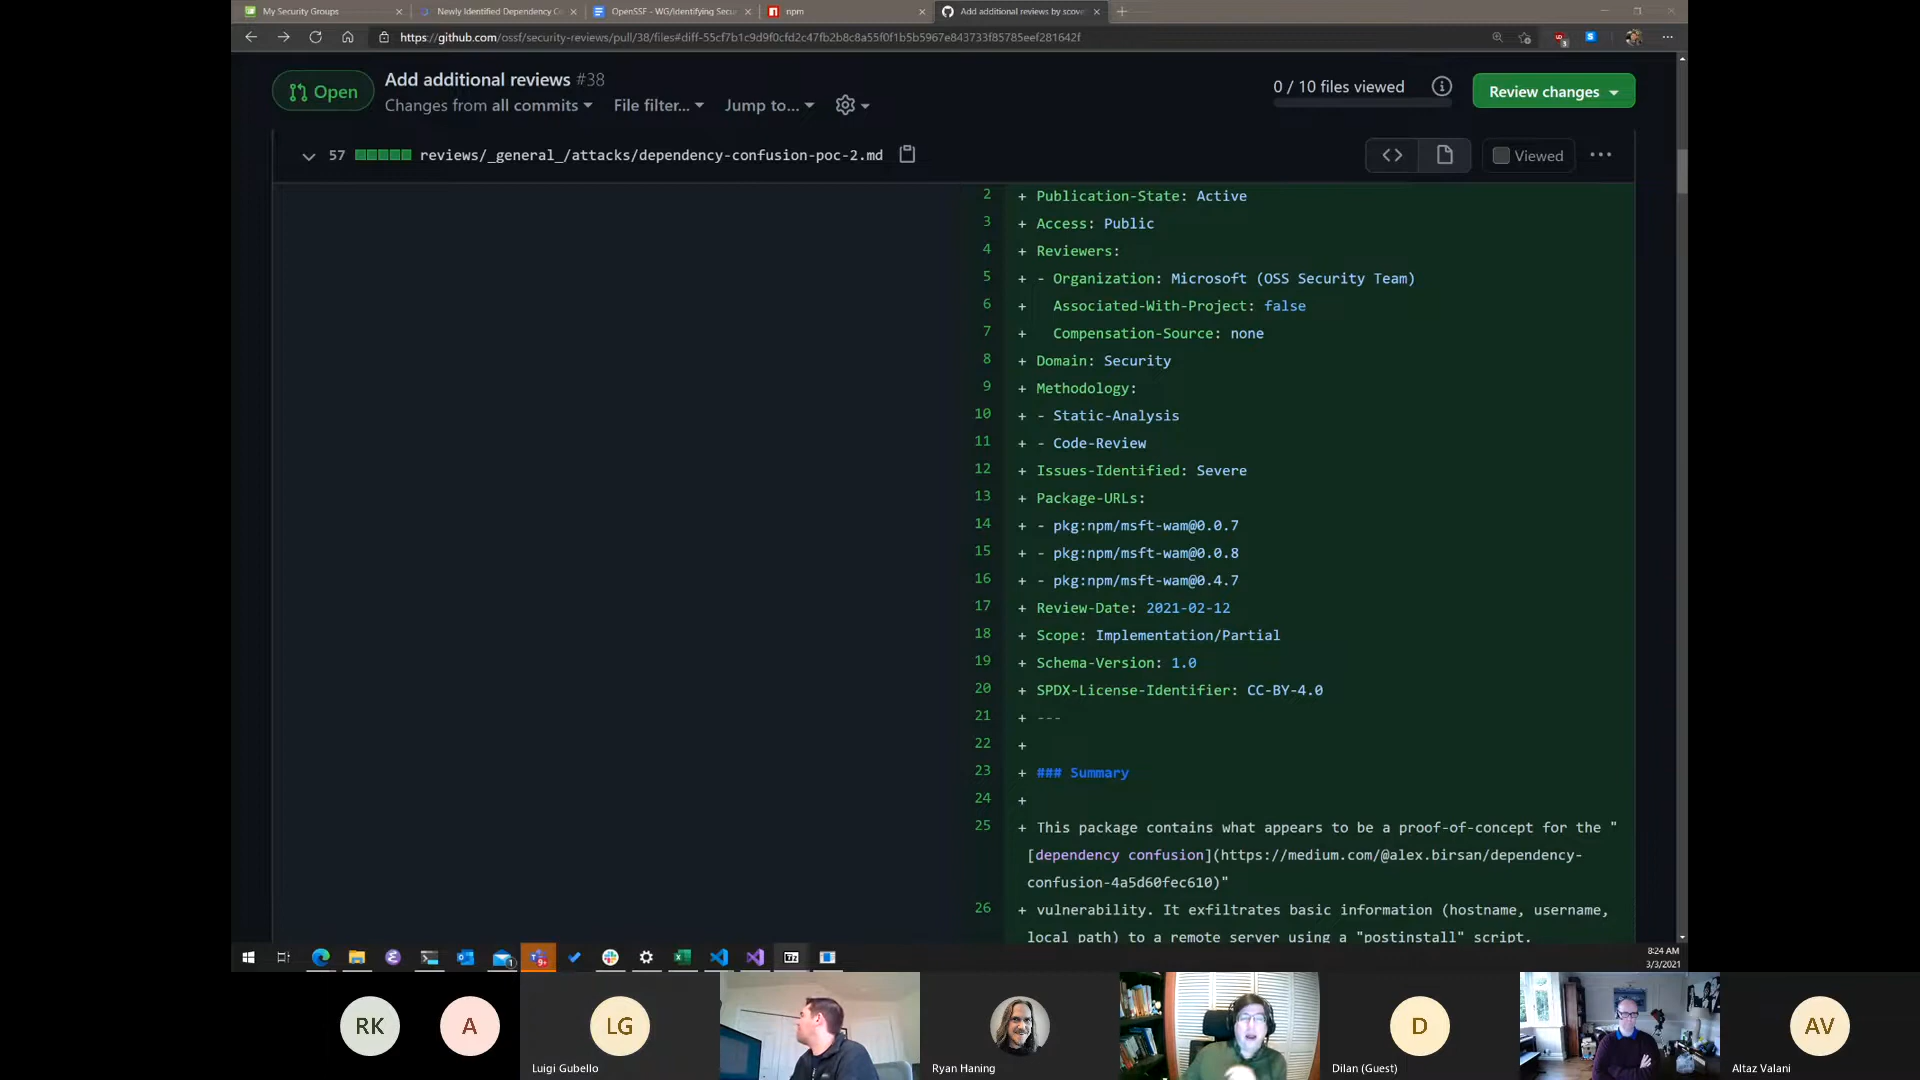 My Security Groups
Newly Identified Dependency Co
OpenSSF - WG/Identifying Secu
npm
Add additional reviews by scove
https://github.com/ossf/security-reviews/pull/38/files#diff-55cf7b1c9d9f0cfd2c47fb2b8c8a55f0f1b5b5967e843733f85785eef281642f
Open
Add additional reviews #38
Changes from all commits
File filter...
Jump to...
0 / 10 files viewed
Review changes
57
reviews/_general_/attacks/dependency-confusion-poc-2.md
Viewed
2 + Publication-State: Active
3 + Access: Public
4 + Reviewers:
5 + - Organization: Microsoft (OSS Security Team)
6 + Associated-With-Project: false
7 + Compensation-Source: none
8 + Domain: Security
9 + Methodology:
10 + - Static-Analysis
11 + - Code-Review
12 + Issues-Identified: Severe
13 + Package-URLs:
14 + - pkg:npm/msft-wam@0.0.7
15 + - pkg:npm/msft-wam@0.0.8
16 + - pkg:npm/msft-wam@0.4.7
17 + Review-Date: 2021-02-12
18 + Scope: Implementation/Partial
19 + Schema-Version: 1.0
20 + SPDX-License-Identifier: CC-BY-4.0
21 + ---
22 +
23 + ### Summary
24 +
25 + This package contains what appears to be a proof-of-concept for the "
[dependency confusion](https://medium.com/@alex.birsan/dependency-
confusion-4a5d60fec610)"
26 + vulnerability. It exfiltrates basic information (hostname, username,
local path) to a remote server using a "postinstall" script.
8:24 AM
3/3/2021
RK
A
LG
D
AV
Luigi Gubello
Ryan Haning
Dilan (Guest)
Altaz Valani